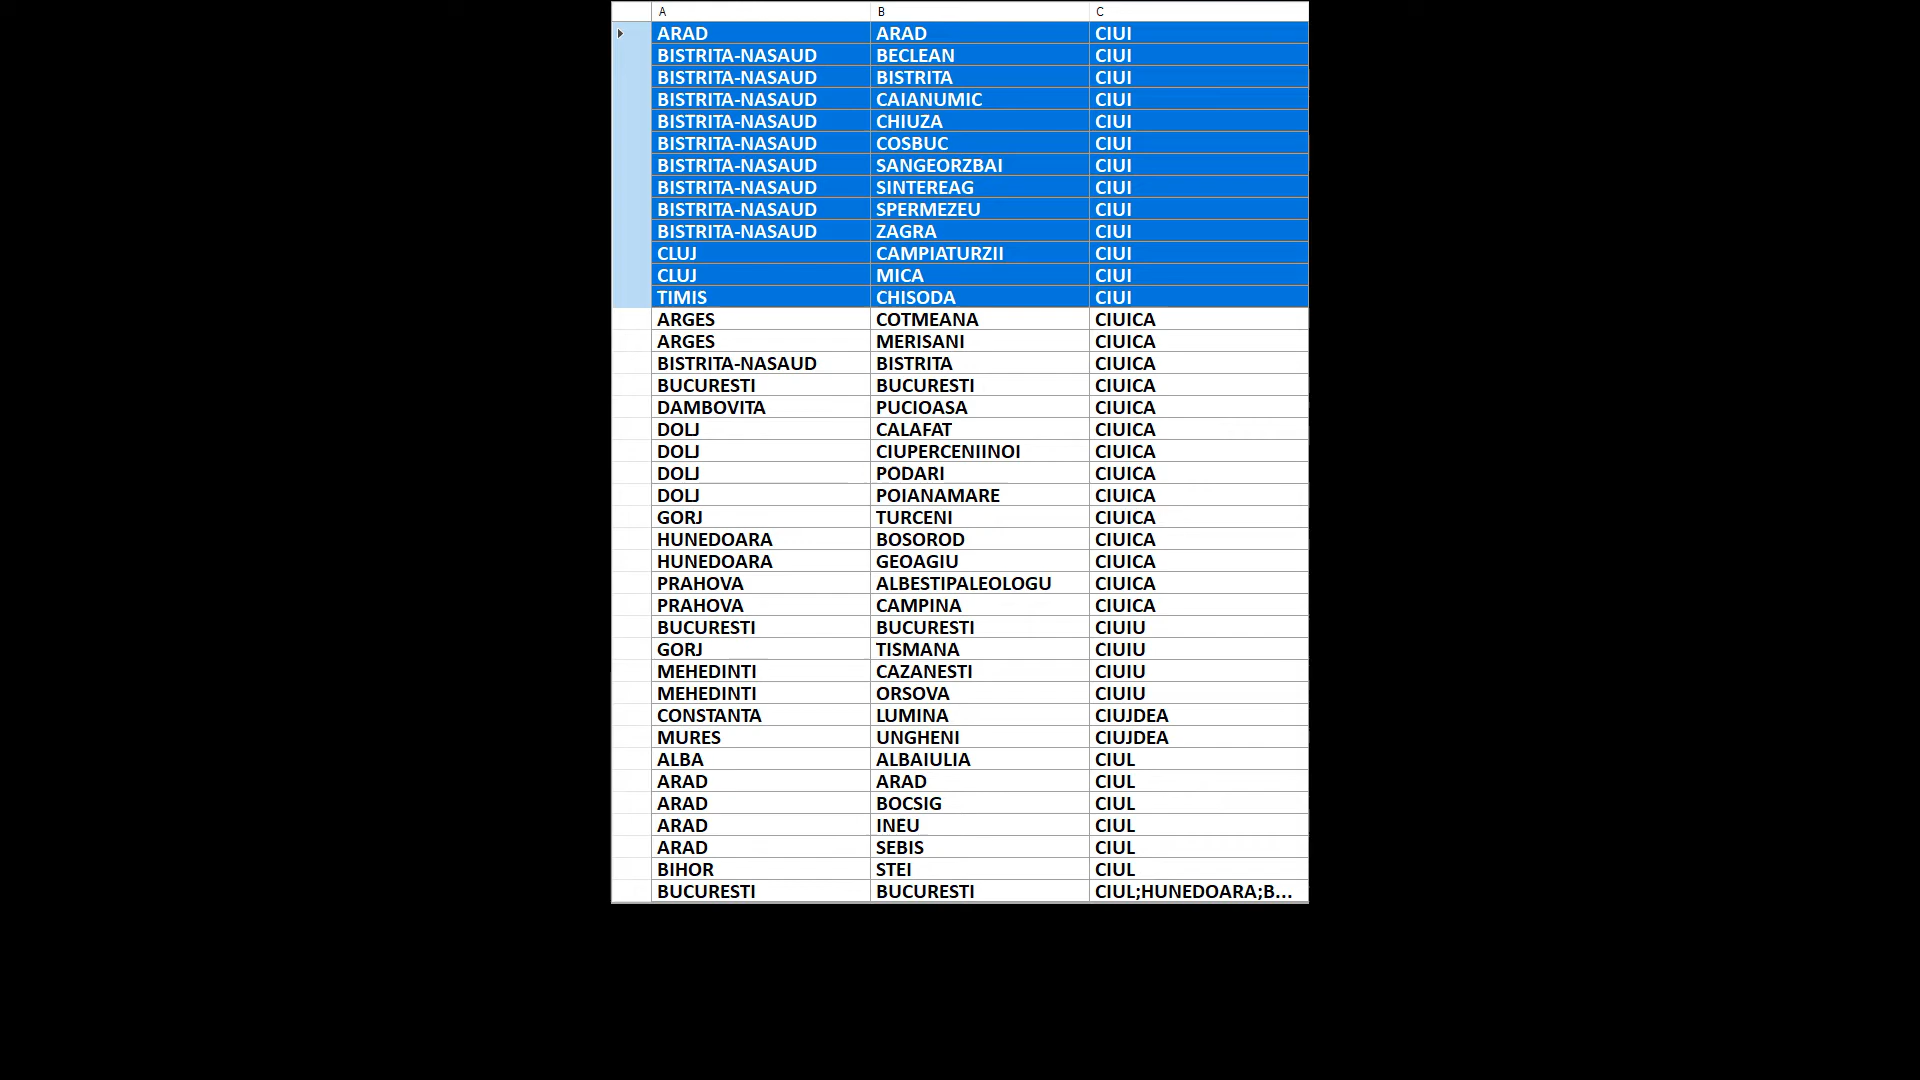 A B C
ARAD ARAD CIUI
BISTRITA-NASAUD BECLEAN CIUI
BISTRITA-NASAUD BISTRITA CIUI
BISTRITA-NASAUD CAIANUMIC CIUI
BISTRITA-NASAUD CHIUZA CIUI
BISTRITA-NASAUD COSBUC CIUI
BISTRITA-NASAUD SANGEORZBAI CIUI
BISTRITA-NASAUD SINTEREAG CIUI
BISTRITA-NASAUD SPERMEZEU CIUI
BISTRITA-NASAUD ZAGRA CIUI
CLUJ CAMPIATURZII CIUI
CLUJ MICA CIUI
TIMIS CHISODA CIUI
ARGES COTMEANA CIUICA
ARGES MERISANI CIUICA
BISTRITA-NASAUD BISTRITA CIUICA
BUCURESTI BUCURESTI CIUICA
DAMBOVITA PUCIOASA CIUICA
DOLJ CALAFAT CIUICA
DOLJ CIUPERCENIINOI CIUICA
DOLJ PODARI CIUICA
DOLJ POIANAMARE CIUICA
GORJ TURCENI CIUICA
HUNEDOARA BOSOROD CIUICA
HUNEDOARA GEOAGIU CIUICA
PRAHOVA ALBESTIPALEOLOGU CIUICA
PRAHOVA CAMPINA CIUICA
BUCURESTI BUCURESTI CIUIU
GORJ TISMANA CIUIU
MEHEDINTI CAZANESTI CIUIU
MEHEDINTI ORSOVA CIUIU
CONSTANTA LUMINA CIUJDEA
MURES UNGHENI CIUJDEA
ALBA ALBAIULIA CIUL
ARAD ARAD CIUL
ARAD BOCSIG CIUL
ARAD INEU CIUL
ARAD SEBIS CIUL
BIHOR STEI CIUL
BUCURESTI BUCURESTI CIUL;HUNEDOARA;B...